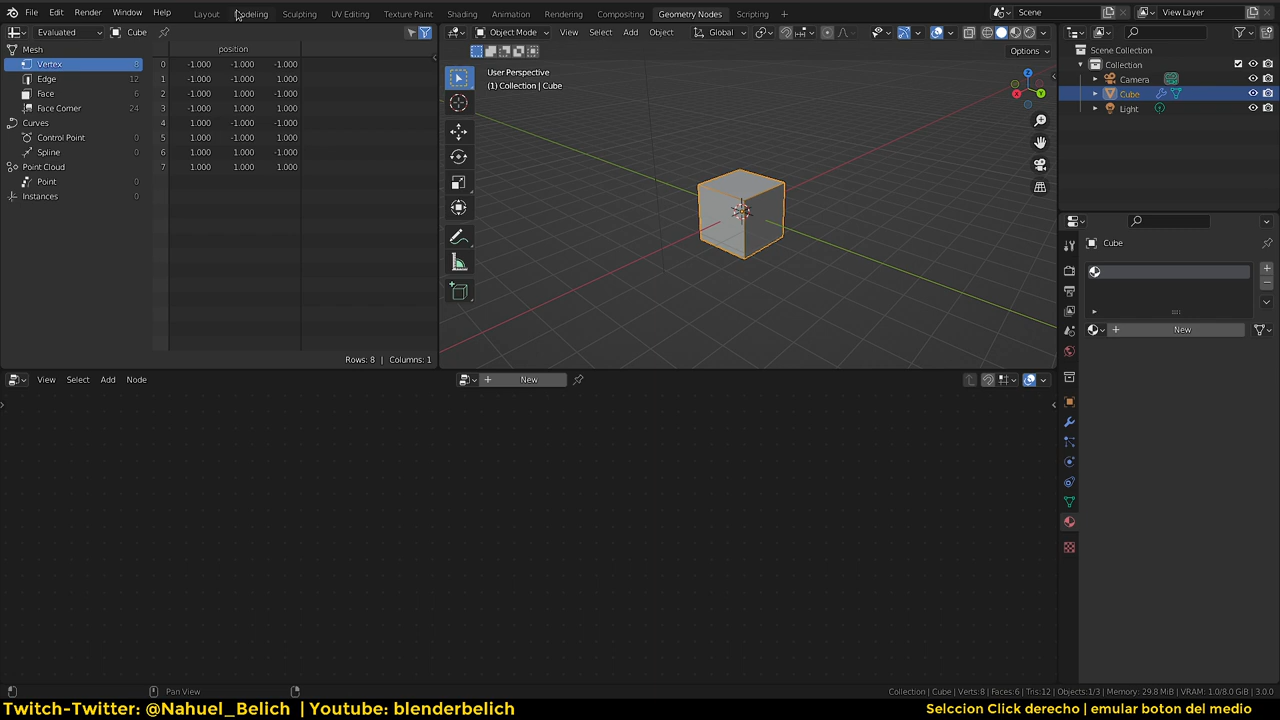 File Edit Render Window Help Layout Modeling Sculpting UV Editing Texture Paint Shading Animation Rendering Compositing Geometry Nodes Scripting + Scene View Layer
Evaluated Cube
Object Mode View Select Add Object Global
Options
position
Mesh
Vertex 8
Edge 12
Face 6
Face Corner 24
Curves
Control Point 0
Spline 0
Point Cloud
Point 0
Instances 0
0 -1.000 -1.000 -1.000
1 -1.000 -1.000 1.000
2 -1.000 1.000 -1.000
3 -1.000 1.000 1.000
4 1.000 -1.000 -1.000
5 1.000 -1.000 1.000
6 1.000 1.000 -1.000
7 1.000 1.000 1.000
Rows: 8 | Columns: 1
User Perspective
(1) Collection | Cube
Z
X
Y
Scene Collection
Collection
Camera
Cube
Light
Cube
+ New
View Select Add Node + New
Pan View
Collection | Cube | Verts:8 | Faces:6 | Tris:12 | Objects:1/3 | Memory: 29.8 MiB | VRAM: 1.0/8.0 GiB | 3.0.0
Twitch-Twitter: @Nahuel_Belich | Youtube: blenderbelich
Selccion Click derecho | emular boton del medio